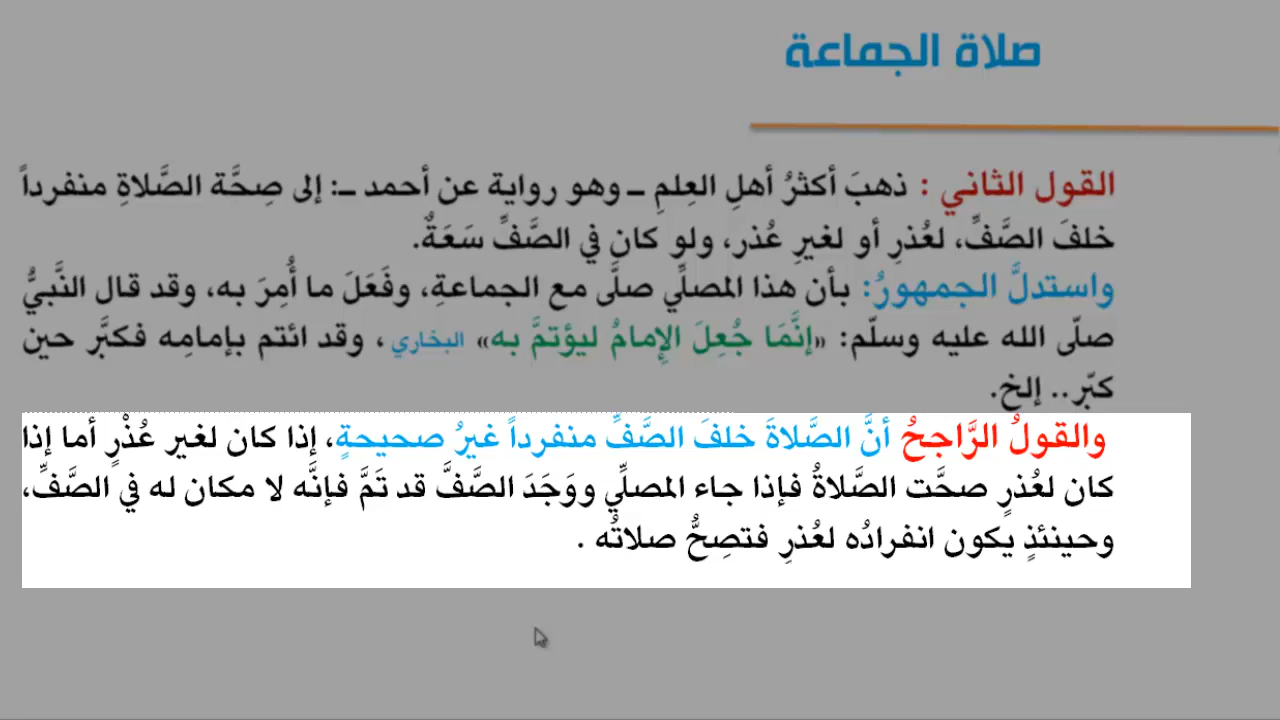 صلاة الجماعة
القول الثاني : ذهبَ أكثرُ أهلِ العِلمِ ــ وهو رواية عن أحمد ــ: إلى صِحَّة الصَّلاةِ منفرداً
خلفَ الصَّفِّ، لعُذرِ أو لغيرِ عُذر، ولو كان في الصَّفِّ سَعَةٌ.
واستدلَّ الجمهورُ: بأن هذا المصلِّي صلَّى مع الجماعةِ، وفَعَلَ ما أُمِرَ به، وقد قال النَّبيُّ
صلّى الله عليه وسلّم: «إنَّمَا جُعِلَ الإمامُ ليؤتمَّ به» البخاري ، وقد ائتم بإمامِه فكبَّر حين
كبّر.. إلخ.
والقولُ الرَّاجحُ أنَّ الصَّلاةَ خلفَ الصَّفِّ منفرداً غيرُ صحيحةٍ، إذا كان لغير عُذْرٍ أما إذا
كان لعُذرٍ صحَّت الصَّلاةُ فإذا جاء المصلِّي ووَجَدَ الصَّفَّ قد تَمَّ فإنَّه لا مكان له في الصَّفِّ،
وحينئذٍ يكون انفرادُه لعُذرِ فتصِحُّ صلاتُه .